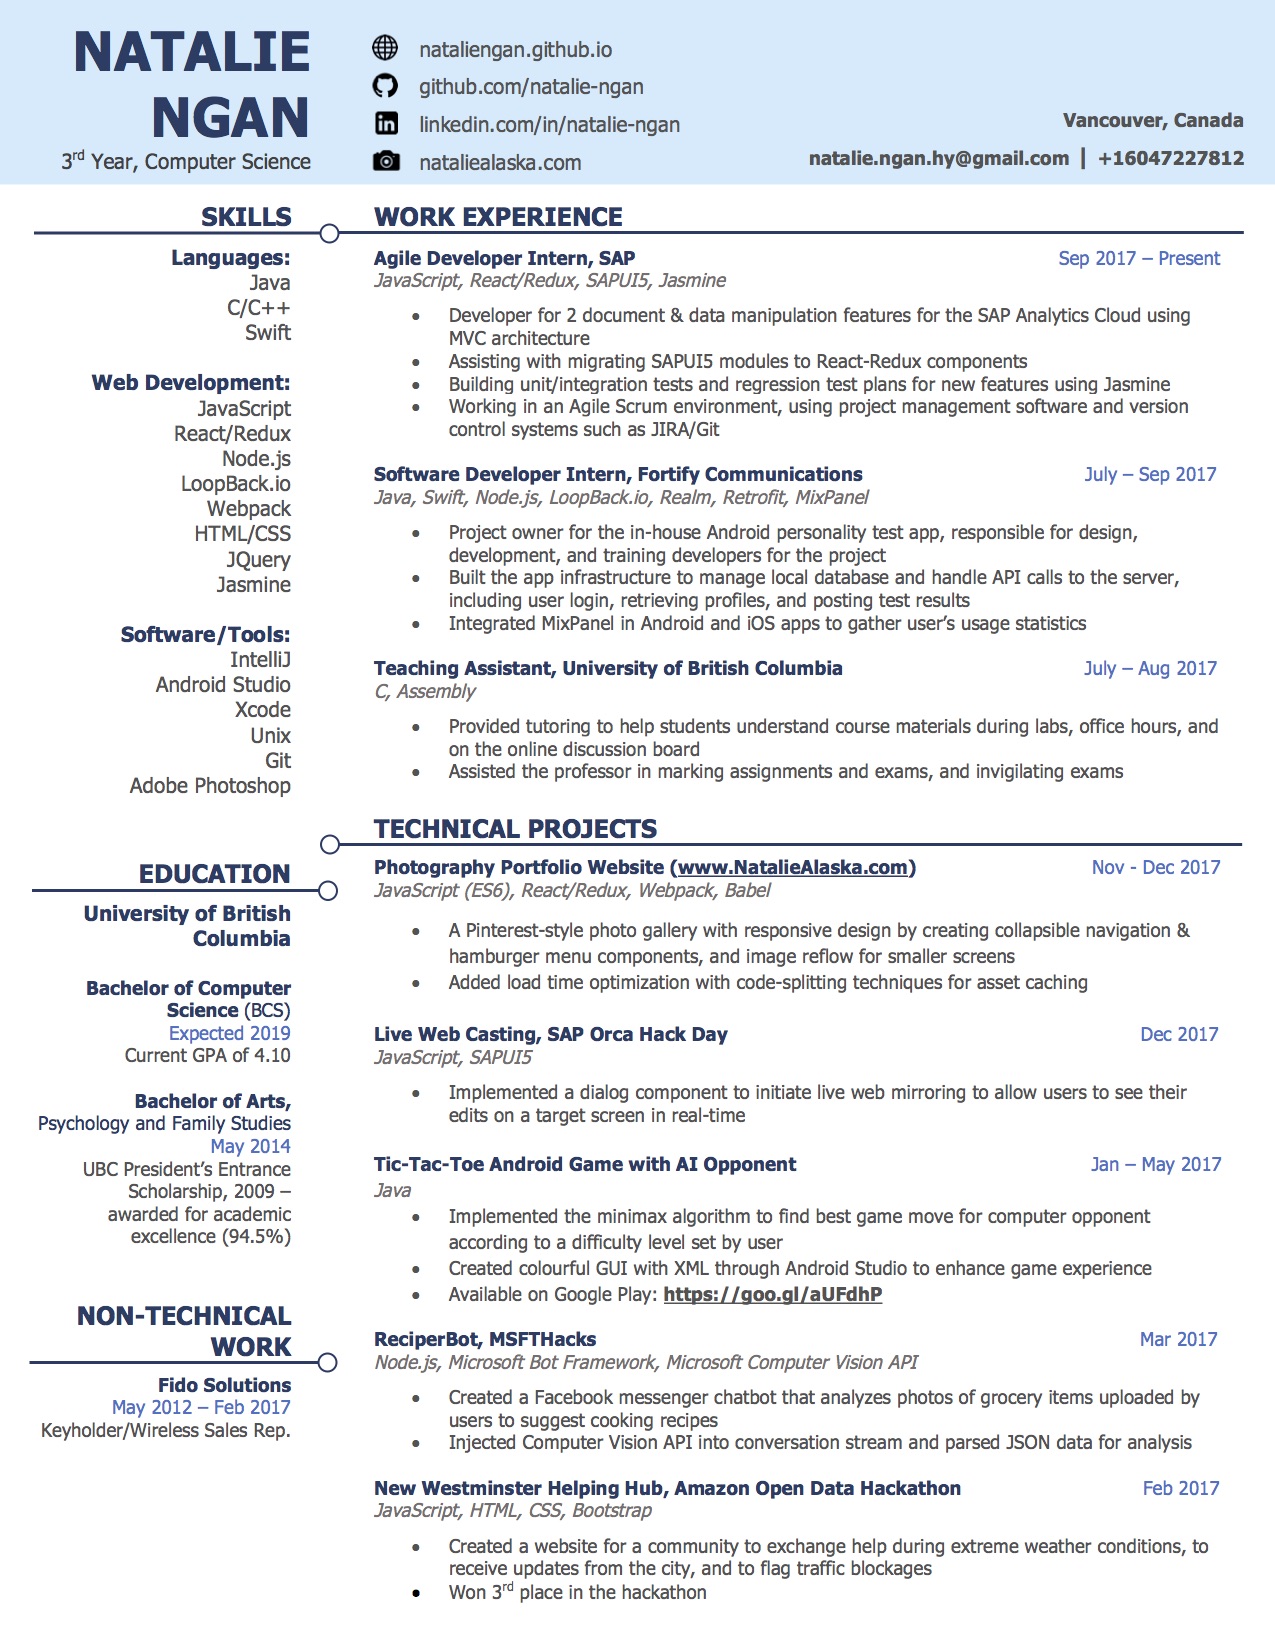 NATALIE
NGAN
3rd Year, Computer Science
nataliengan.github.io
github.com/natalie-ngan
linkedin.com/in/natalie-ngan
nataliealaska.com
Vancouver, Canada
natalie.ngan.hy@gmail.com | +16047227812
SKILLS
Languages:
Java
C/C++
Swift
Web Development:
JavaScript
React/Redux
Node.js
LoopBack.io
Webpack
HTML/CSS
JQuery
Jasmine
Software/Tools:
IntelliJ
Android Studio
Xcode
Unix
Git
Adobe Photoshop
EDUCATION
University of British
Columbia
Bachelor of Computer
Science (BCS)
Expected 2019
Current GPA of 4.10
Bachelor of Arts,
Psychology and Family Studies
May 2014
UBC President's Entrance
Scholarship, 2009 –
awarded for academic
excellence (94.5%)
NON-TECHNICAL
WORK
Fido Solutions
May 2012 – Feb 2017
Keyholder/Wireless Sales Rep.
WORK EXPERIENCE
Agile Developer Intern, SAP Sep 2017 – Present
JavaScript, React/Redux, SAPUI5, Jasmine
• Developer for 2 document & data manipulation features for the SAP Analytics Cloud using
MVC architecture
• Assisting with migrating SAPUI5 modules to React-Redux components
• Building unit/integration tests and regression test plans for new features using Jasmine
• Working in an Agile Scrum environment, using project management software and version
control systems such as JIRA/Git
Software Developer Intern, Fortify Communications July – Sep 2017
Java, Swift, Node.js, LoopBack.io, Realm, Retrofit, MixPanel
• Project owner for the in-house Android personality test app, responsible for design,
development, and training developers for the project
• Built the app infrastructure to manage local database and handle API calls to the server,
including user login, retrieving profiles, and posting test results
• Integrated MixPanel in Android and iOS apps to gather user's usage statistics
Teaching Assistant, University of British Columbia July – Aug 2017
C, Assembly
• Provided tutoring to help students understand course materials during labs, office hours, and
on the online discussion board
• Assisted the professor in marking assignments and exams, and invigilating exams
TECHNICAL PROJECTS
Photography Portfolio Website (www.NatalieAlaska.com) Nov - Dec 2017
JavaScript (ES6), React/Redux, Webpack, Babel
• A Pinterest-style photo gallery with responsive design by creating collapsible navigation &
hamburger menu components, and image reflow for smaller screens
• Added load time optimization with code-splitting techniques for asset caching
Live Web Casting, SAP Orca Hack Day Dec 2017
JavaScript, SAPUI5
• Implemented a dialog component to initiate live web mirroring to allow users to see their
edits on a target screen in real-time
Tic-Tac-Toe Android Game with AI Opponent Jan – May 2017
Java
• Implemented the minimax algorithm to find best game move for computer opponent
according to a difficulty level set by user
• Created colourful GUI with XML through Android Studio to enhance game experience
• Available on Google Play: https://goo.gl/aUFdhP
ReciperBot, MSFTHacks Mar 2017
Node.js, Microsoft Bot Framework, Microsoft Computer Vision API
• Created a Facebook messenger chatbot that analyzes photos of grocery items uploaded by
users to suggest cooking recipes
• Injected Computer Vision API into conversation stream and parsed JSON data for analysis
New Westminster Helping Hub, Amazon Open Data Hackathon Feb 2017
JavaScript, HTML, CSS, Bootstrap
• Created a website for a community to exchange help during extreme weather conditions, to
receive updates from the city, and to flag traffic blockages
• Won 3rd place in the hackathon